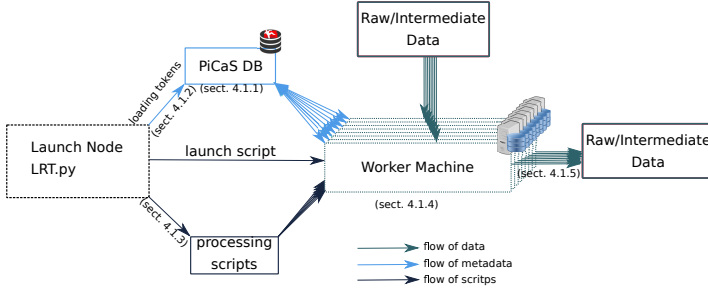 Raw/Intermediate
Data
PiCaS DB
(sect. 4.1.1)
loading tokens
(sect. 4.1.2)
Launch Node
LRT.py
launch script
Worker Machine
(sect. 4.1.4)
Raw/Intermediate
Data
(sect. 4.1.5)
(sect. 4.1.3)
processing
scripts
flow of data
flow of metadata
flow of scritps